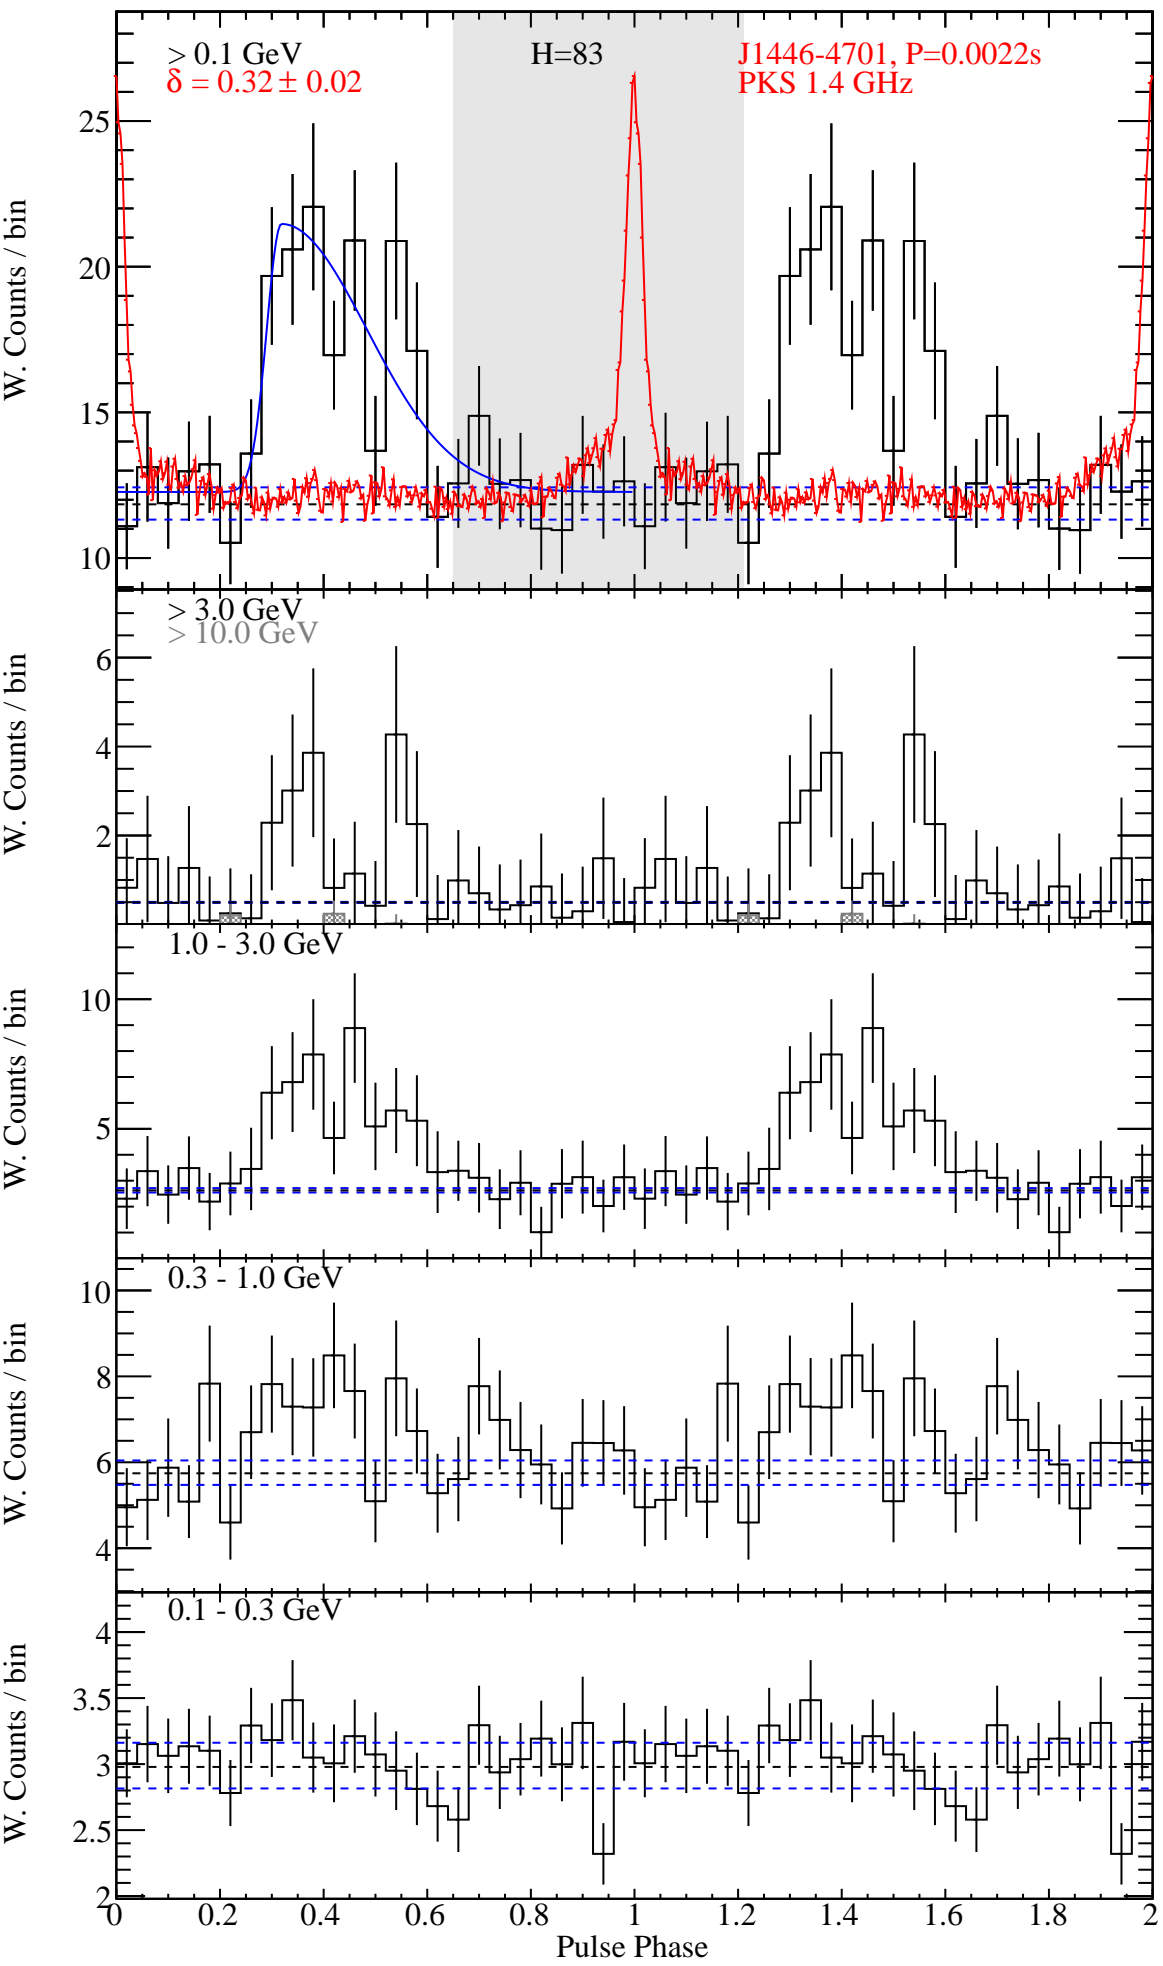 > 0.1 GeV
δ = 0.32 ± 0.02
H=83
J1446-4701, P=0.0022s
PKS 1.4 GHz
25
20
15
10
W. Counts / bin
> 3.0 GeV
> 10.0 GeV
6
4
2
W. Counts / bin
1.0 - 3.0 GeV
10
5
W. Counts / bin
0.3 - 1.0 GeV
10
8
6
4
W. Counts / bin
0.1 - 0.3 GeV
4
3.5
3
2.5
2
W. Counts / bin
0 0.2 0.4 0.6 0.8 1 1.2 1.4 1.6 1.8 2
Pulse Phase